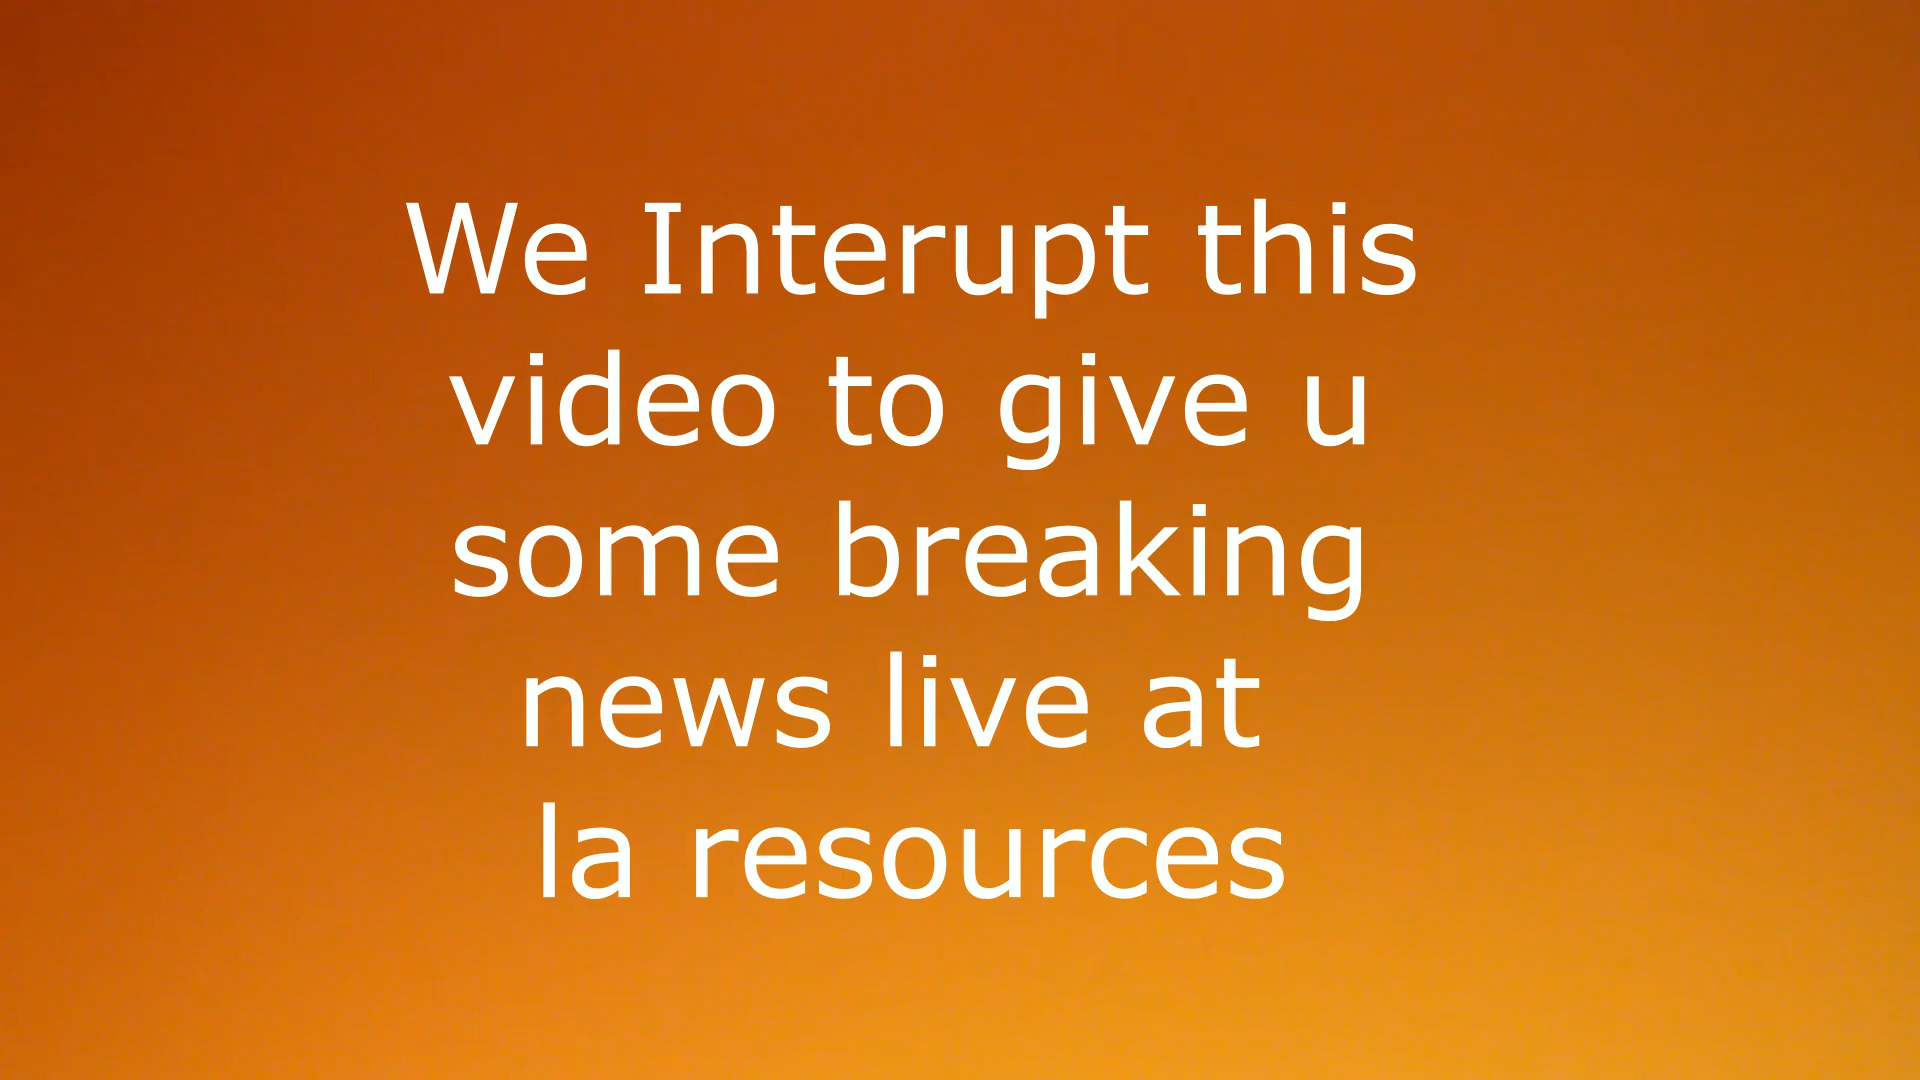 We Interupt this
video to give u
some breaking
news live at
la resources